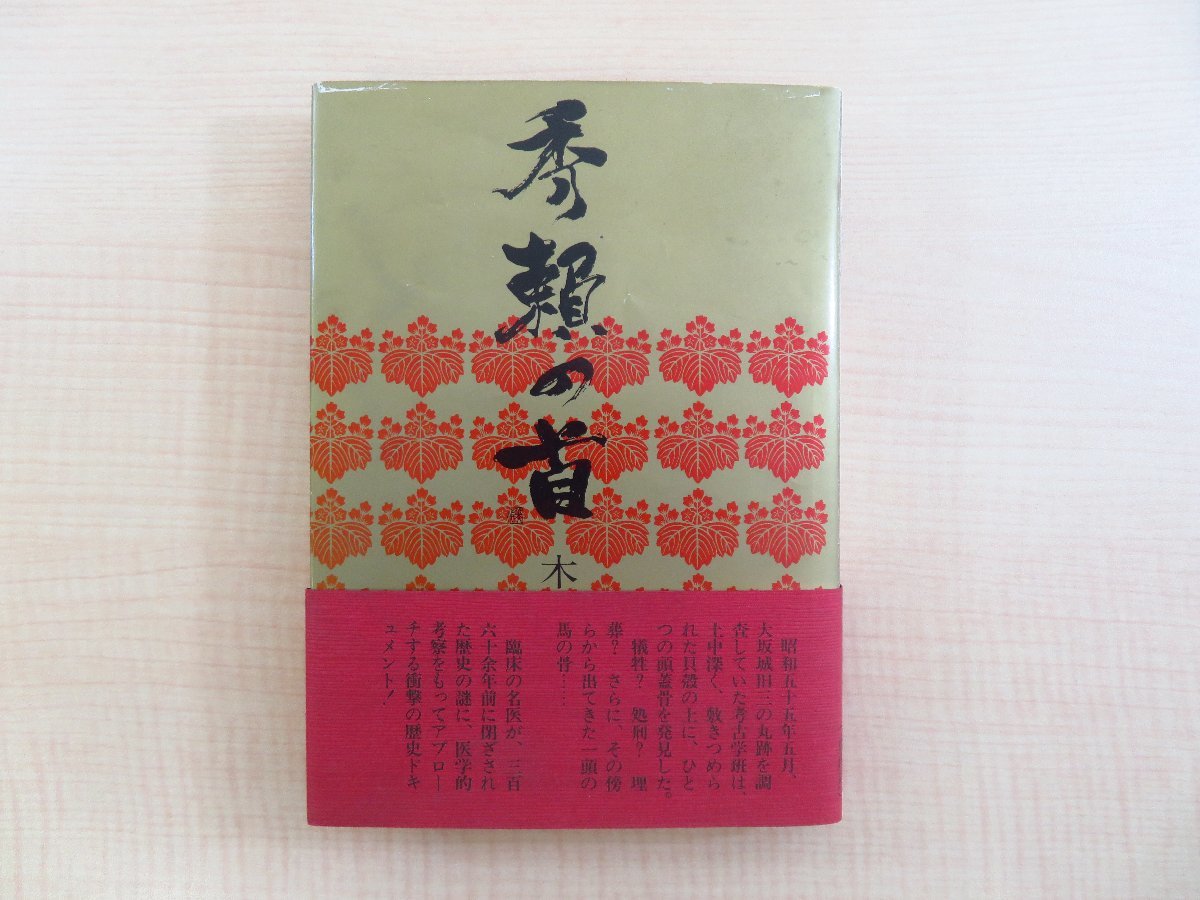 秀頼の首
木
昭和五十五年五月、
大坂城旧三の丸跡を調
査していた考古学班は、
土中深く、敷きつめら
れた貝殻の上に、ひと
つの頭蓋骨を発見した。
犠牲？ 処刑？ 埋
葬？ さらに、その傍
らから出てきた一頭の
馬の骨……
臨床の名医が、三百
六十余年前に閉ざされ
た歴史の謎に、医学的
考察をもってアプロー
チする衝撃の歴史ドキ
ュメント！